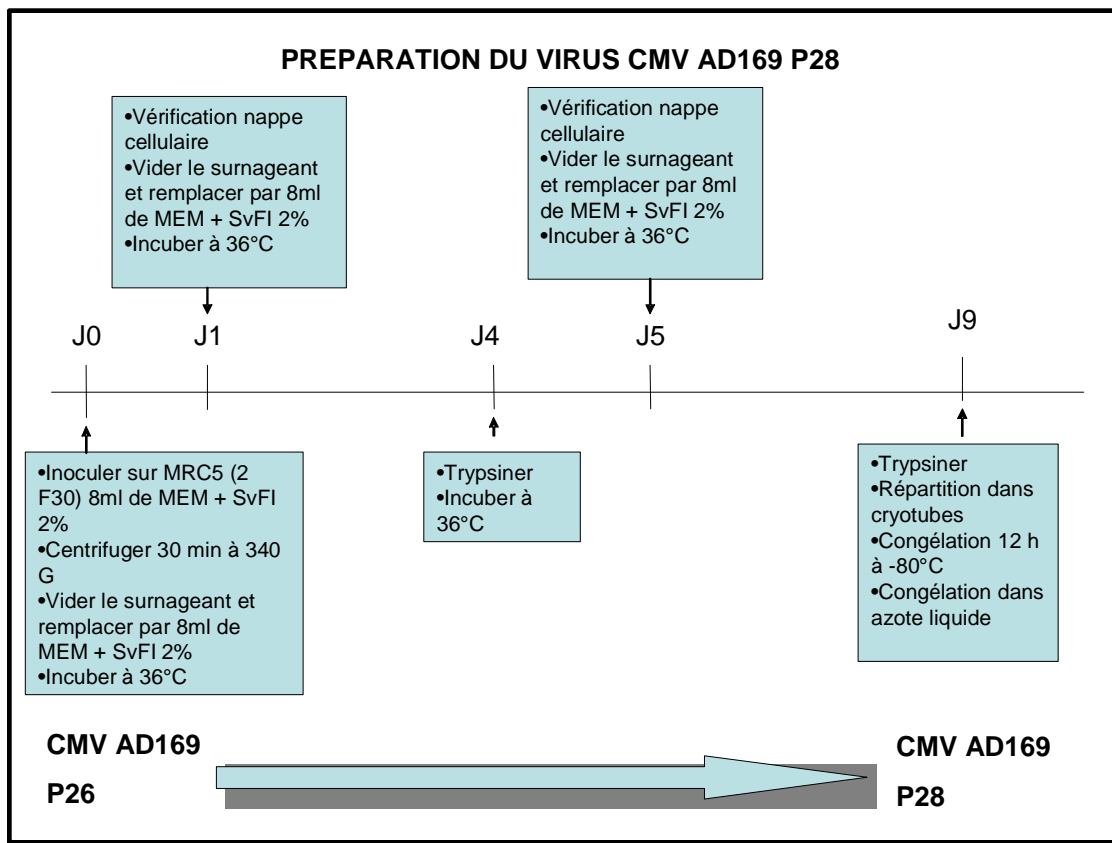 PREPARATION DU VIRUS CMV AD169 P28
•Vérification nappe
cellulaire
•Vider le surnageant
et remplacer par 8ml
de MEM + SvFI 2%
•Incuber à 36°C
•Vérification nappe
cellulaire
•Vider le surnageant
et remplacer par 8ml
de MEM + SvFI 2%
•Incuber à 36°C
J0
J1
J4
J5
J9
•Inoculer sur MRC5 (2
F30) 8ml de MEM + SvFI
2%
•Centrifuger 30 min à 340
G
•Vider le surnageant et
remplacer par 8ml de
MEM + SvFI 2%
•Incuber à 36°C
•Trypsiner
•Incuber à
36°C
•Trypsiner
•Répartition dans
cryotubes
•Congélation 12 h
à -80°C
•Congélation dans
azote liquide
CMV AD169
P26
CMV AD169
P28